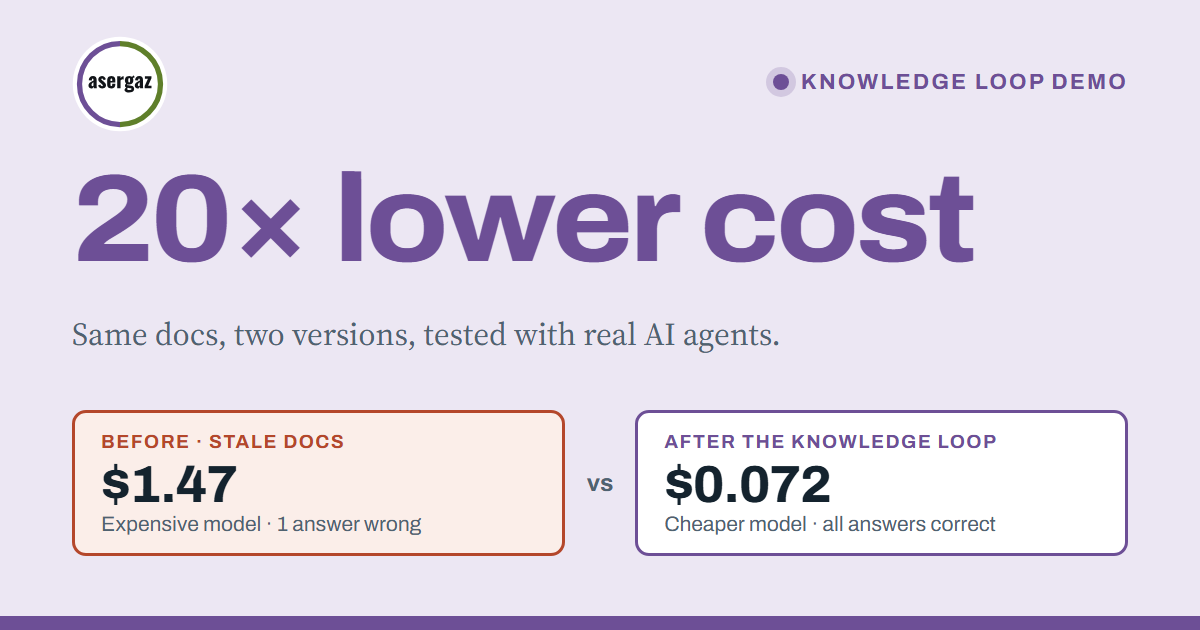 asergaz
KNOWLEDGE LOOP DEMO
20× lower cost
Same docs, two versions, tested with real AI agents.
BEFORE · STALE DOCS
$1.47
Expensive model · 1 answer wrong
vs
AFTER THE KNOWLEDGE LOOP
$0.072
Cheaper model · all answers correct